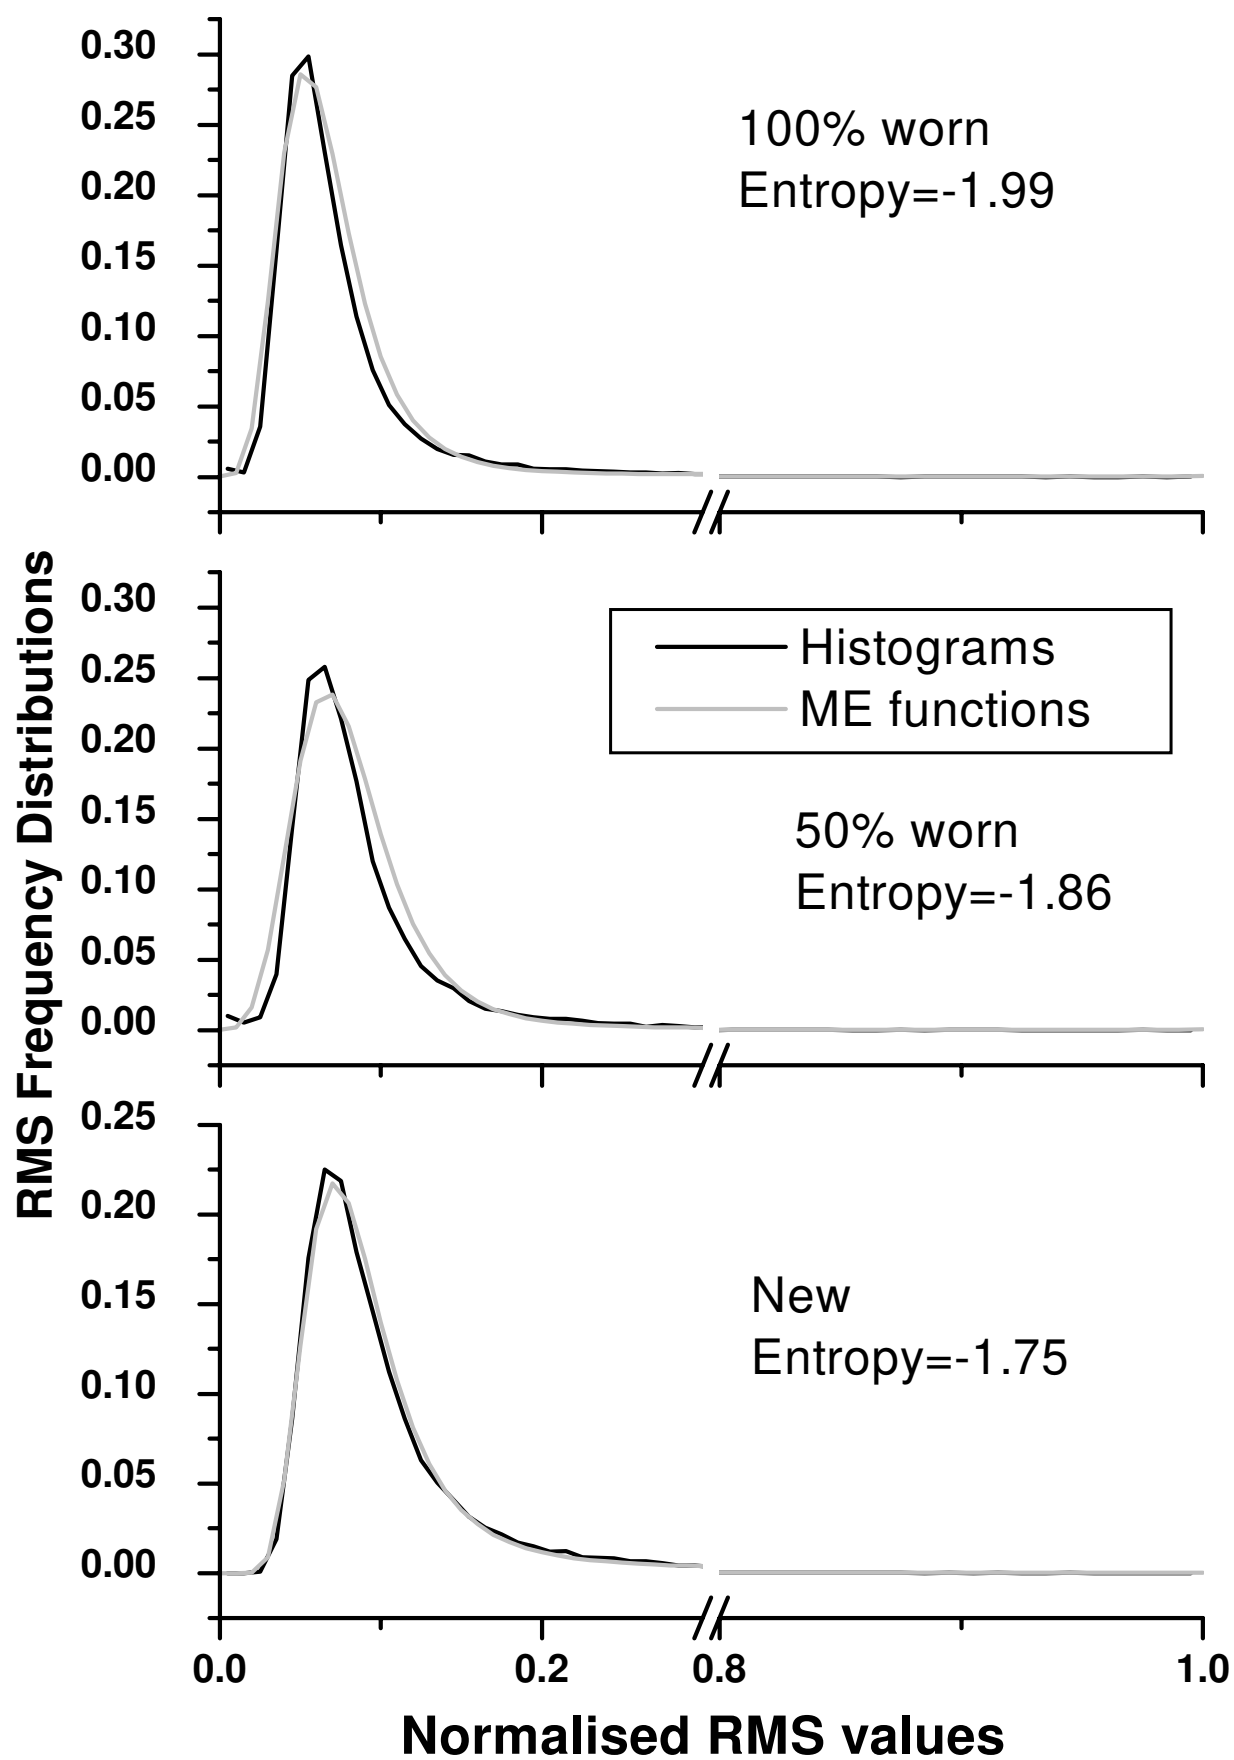 0.30
0.25
0.20
0.15
0.10
0.05
0.00
100% worn
Entropy=-1.99
RMS Frequency Distributions
0.30
0.25
0.20
0.15
0.10
0.05
0.00
Histograms
ME functions
50% worn
Entropy=-1.86
0.25
0.20
0.15
0.10
0.05
0.00
New
Entropy=-1.75
0.0 0.2 0.8 1.0
Normalised RMS values